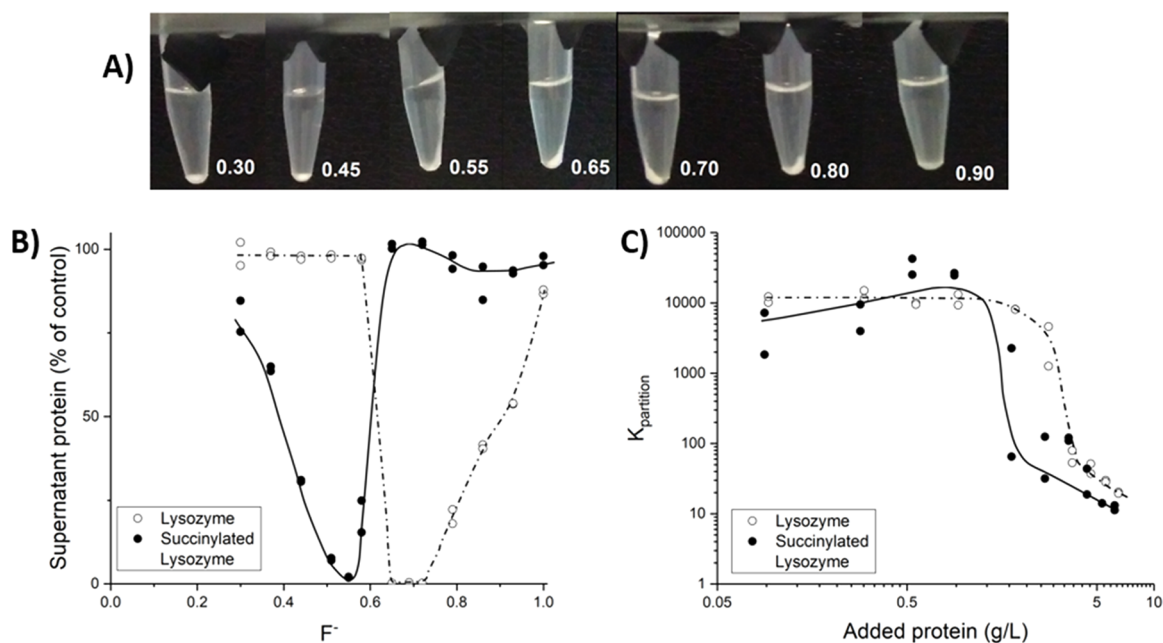 A)
0.30 0.45 0.55 0.65 0.70 0.80 0.90
B)
Supernatant protein (% of control)
100
50
0
Lysozyme
Succinylated
Lysozyme
0.0 0.2 0.4 0.6 0.8 1.0
F-
C)
Kpartition
100000
10000
1000
100
10
1
Lysozyme
Succinylated
Lysozyme
0.05 0.5 5 10
Added protein (g/L)